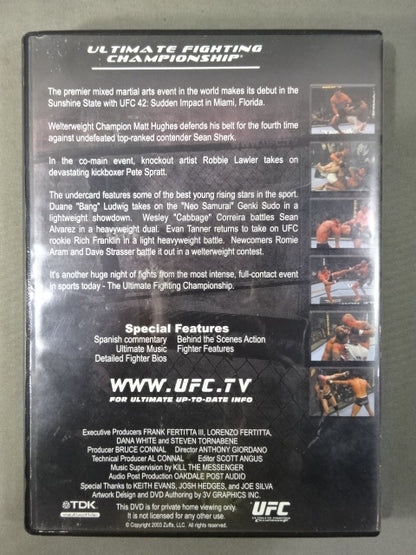 ULTIMATE FIGHTING
CHAMPIONSHIP®
The premier mixed martial arts event in the world makes its debut in the
Sunshine State with UFC 42: Sudden Impact in Miami, Florida.
Welterweight Champion Matt Hughes defends his belt for the fourth time
against undefeated top-ranked contender Sean Sherk.
In the co-main event, knockout artist Robbie Lawler takes on
devastating kickboxer Pete Spratt.
The undercard features some of the best young rising stars in the sport.
Duane "Bang" Ludwig takes on the "Neo Samurai" Genki Sudo in a
lightweight showdown. Wesley "Cabbage" Correira battles Sean
Alvarez in a heavyweight dual. Evan Tanner returns to take on UFC
rookie Rich Franklin in a light heavyweight battle. Newcomers Romie
Aram and Dave Strasser battle it out in a welterweight contest.
It's another huge night of fights from the most intense, full-contact event
in sports today - The Ultimate Fighting Championship.
Special Features
Spanish commentary Behind the Scenes Action
Ultimate Music Fighter Features
Detailed Fighter Bios
WWW.UFC.TV
FOR ULTIMATE UP-TO-DATE INFO
Executive Producers FRANK FERTITTA III, LORENZO FERTITTA,
DANA WHITE and STEVEN TORNABENE
Producer BRUCE CONNAL Director ANTHONY GIORDANO
Technical Producer AL CONNAL Editor SCOTT ANGUS
Music Supervision by KILL THE MESSENGER
Audio Post Production OAKDALE POST AUDIO
Special Thanks to KEITH EVANS, JOSH HEDGES, and JOE SILVA
Artwork Design and DVD Authoring by 3V GRAPHICS INC.
This DVD is for private home viewing only.
It is not licensed for any other use.
© Copyright 2003 Zuffa, LLC. All rights reserved.
TDK
UFC
ULTIMATE FIGHTING
CHAMPIONSHIP